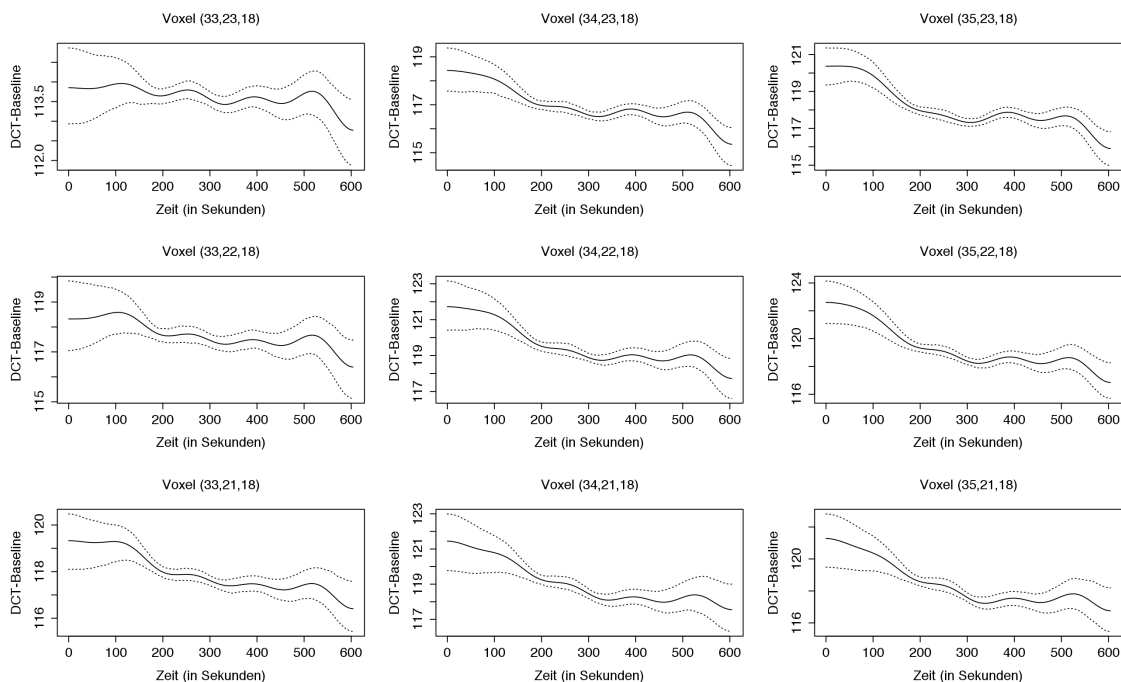 Voxel (33,23,18)
DCT-Baseline
112.0 113.5
0 100 200 300 400 500 600
Zeit (in Sekunden)
Voxel (34,23,18)
DCT-Baseline
115 117 119
0 100 200 300 400 500 600
Zeit (in Sekunden)
Voxel (35,23,18)
DCT-Baseline
115 117 119 121
0 100 200 300 400 500 600
Zeit (in Sekunden)
Voxel (33,22,18)
DCT-Baseline
115 117 119
0 100 200 300 400 500 600
Zeit (in Sekunden)
Voxel (34,22,18)
DCT-Baseline
117 119 121 123
0 100 200 300 400 500 600
Zeit (in Sekunden)
Voxel (35,22,18)
DCT-Baseline
116 120 124
0 100 200 300 400 500 600
Zeit (in Sekunden)
Voxel (33,21,18)
DCT-Baseline
116 118 120
0 100 200 300 400 500 600
Zeit (in Sekunden)
Voxel (34,21,18)
DCT-Baseline
117 119 121 123
0 100 200 300 400 500 600
Zeit (in Sekunden)
Voxel (35,21,18)
DCT-Baseline
116 120
0 100 200 300 400 500 600
Zeit (in Sekunden)